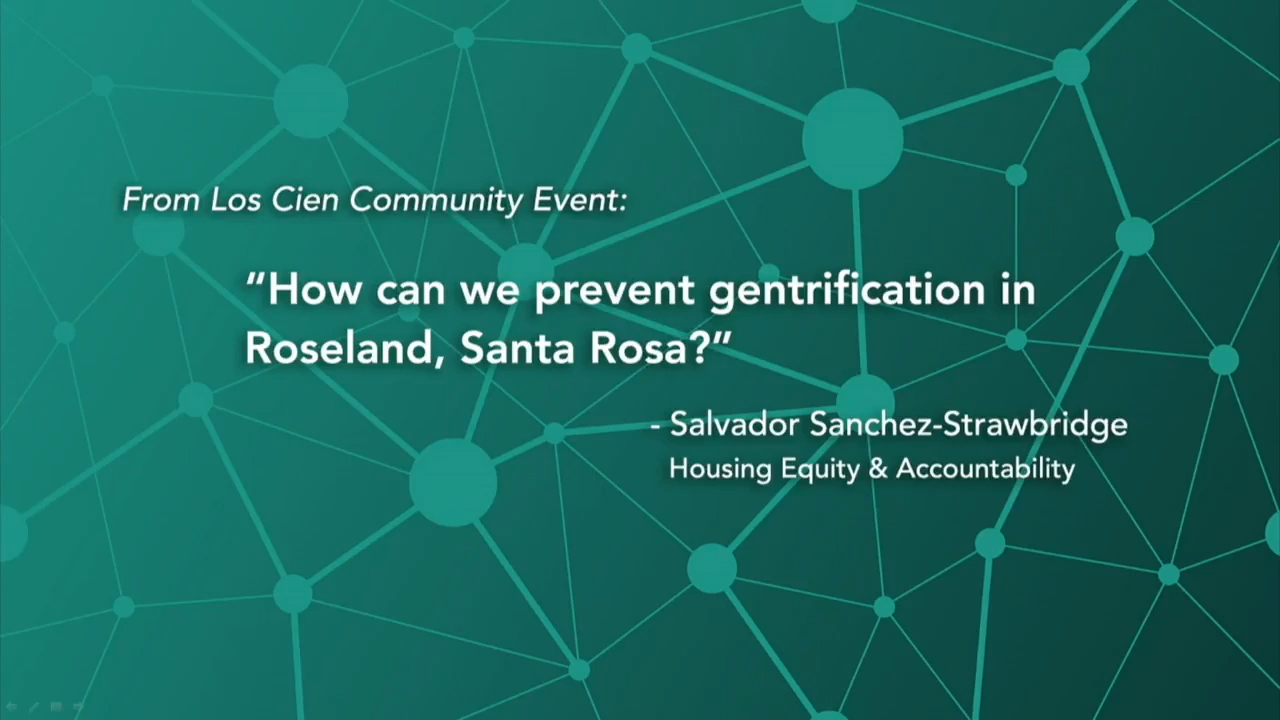 From Los Cien Community Event:
“How can we prevent gentrification in
Roseland, Santa Rosa?”
- Salvador Sanchez-Strawbridge
Housing Equity & Accountability